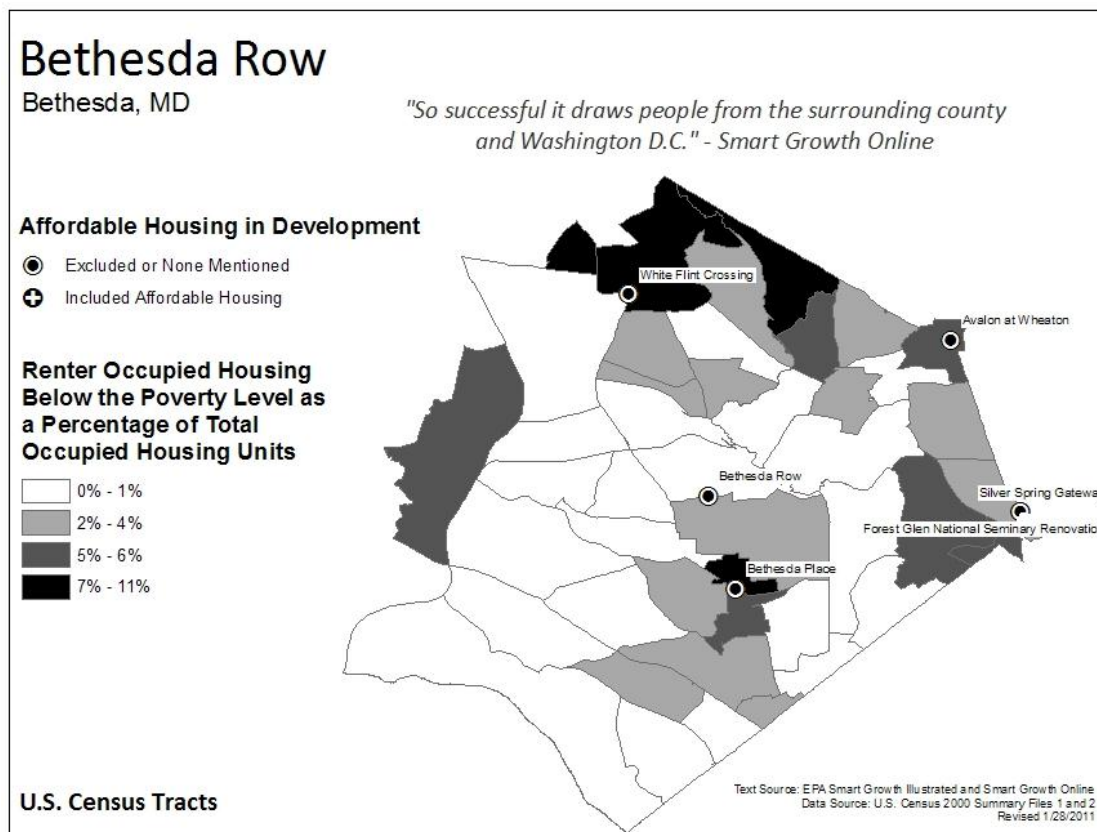 Bethesda Row
Bethesda, MD
"So successful it draws people from the surrounding county
and Washington D.C." - Smart Growth Online
Affordable Housing in Development
Excluded or None Mentioned
Included Affordable Housing
Renter Occupied Housing
Below the Poverty Level as
a Percentage of Total
Occupied Housing Units
0% - 1%
2% - 4%
5% - 6%
7% - 11%
White Flint Crossing
Avalon at Wheaton
Bethesda Row
Silver Spring Gatewa
Forest Glen National Seminary Renovatio
Bethesda Place
U.S. Census Tracts
Text Source: EPA Smart Growth Illustrated and Smart Growth Online
Data Source: U.S. Census 2000 Summary Files 1 and 2
Revised 1/28/2011